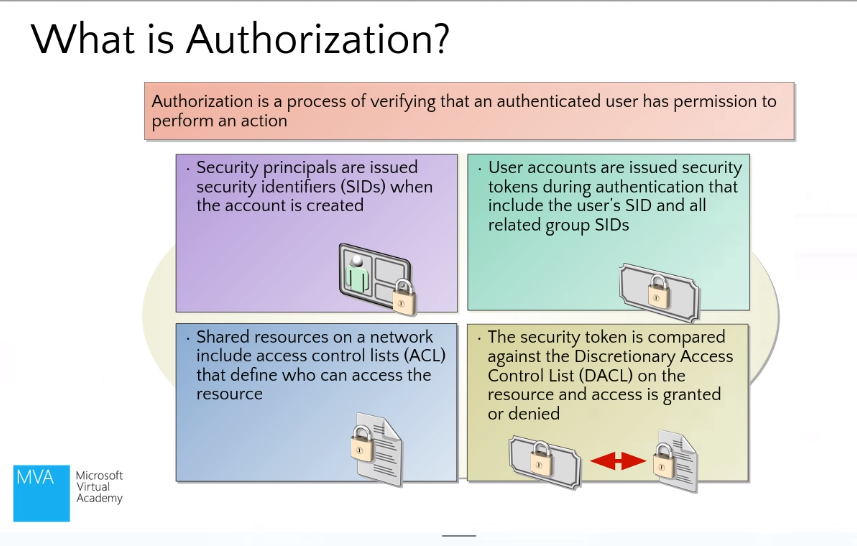 What is Authorization?
Authorization is a process of verifying that an authenticated user has permission to
perform an action
· Security principals are issued
security identifiers (SIDs) when
the account is created
· User accounts are issued security
tokens during authentication that
include the user's SID and all
related group SIDs
· Shared resources on a network
include access control lists (ACL)
that define who can access the
resource
· The security token is compared
against the Discretionary Access
Control List (DACL) on the
resource and access is granted
or denied
MVA
Microsoft
Virtual
Academy